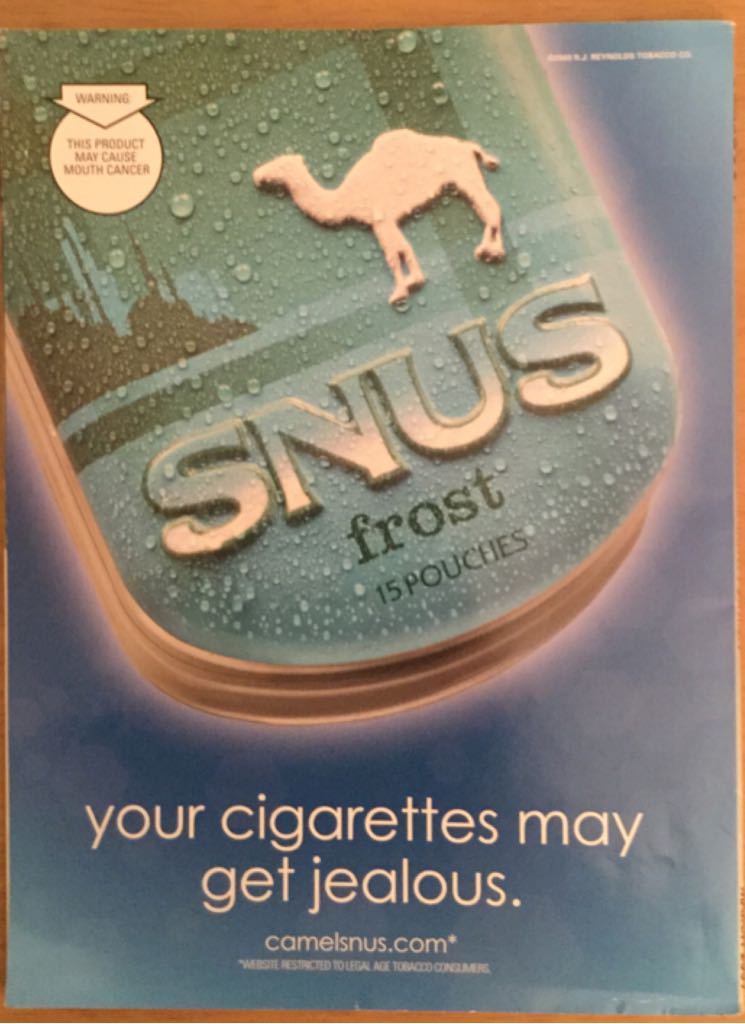 ©2009 R.J. REYNOLDS TOBACCO CO.
WARNING:
THIS PRODUCT
MAY CAUSE
MOUTH CANCER
SNUS
frost
15 POUCHES
your cigarettes may
get jealous.
camelsnus.com*
*WEBSITE RESTRICTED TO LEGAL AGE TOBACCO CONSUMERS.